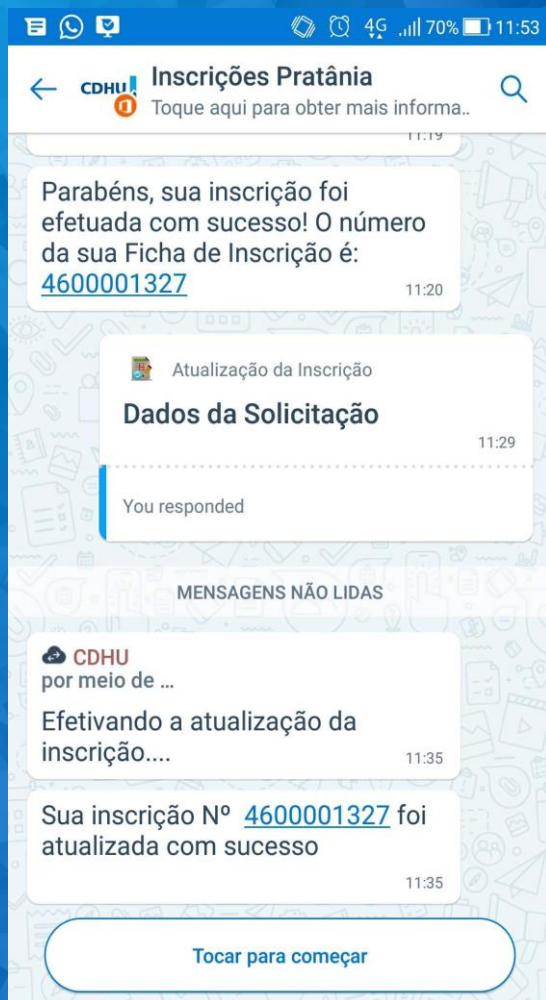 4G 70% 11:53
CDHU Inscrições Pratânia
Toque aqui para obter mais informa..
11:19
Parabéns, sua inscrição foi
efetuada com sucesso! O número
da sua Ficha de Inscrição é:
4600001327 11:20
Atualização da Inscrição
Dados da Solicitação
11:29
You responded
MENSAGENS NÃO LIDAS
CDHU
por meio de ...
Efetivando a atualização da
inscrição.... 11:35
Sua inscrição Nº 4600001327 foi
atualizada com sucesso
11:35
Tocar para começar